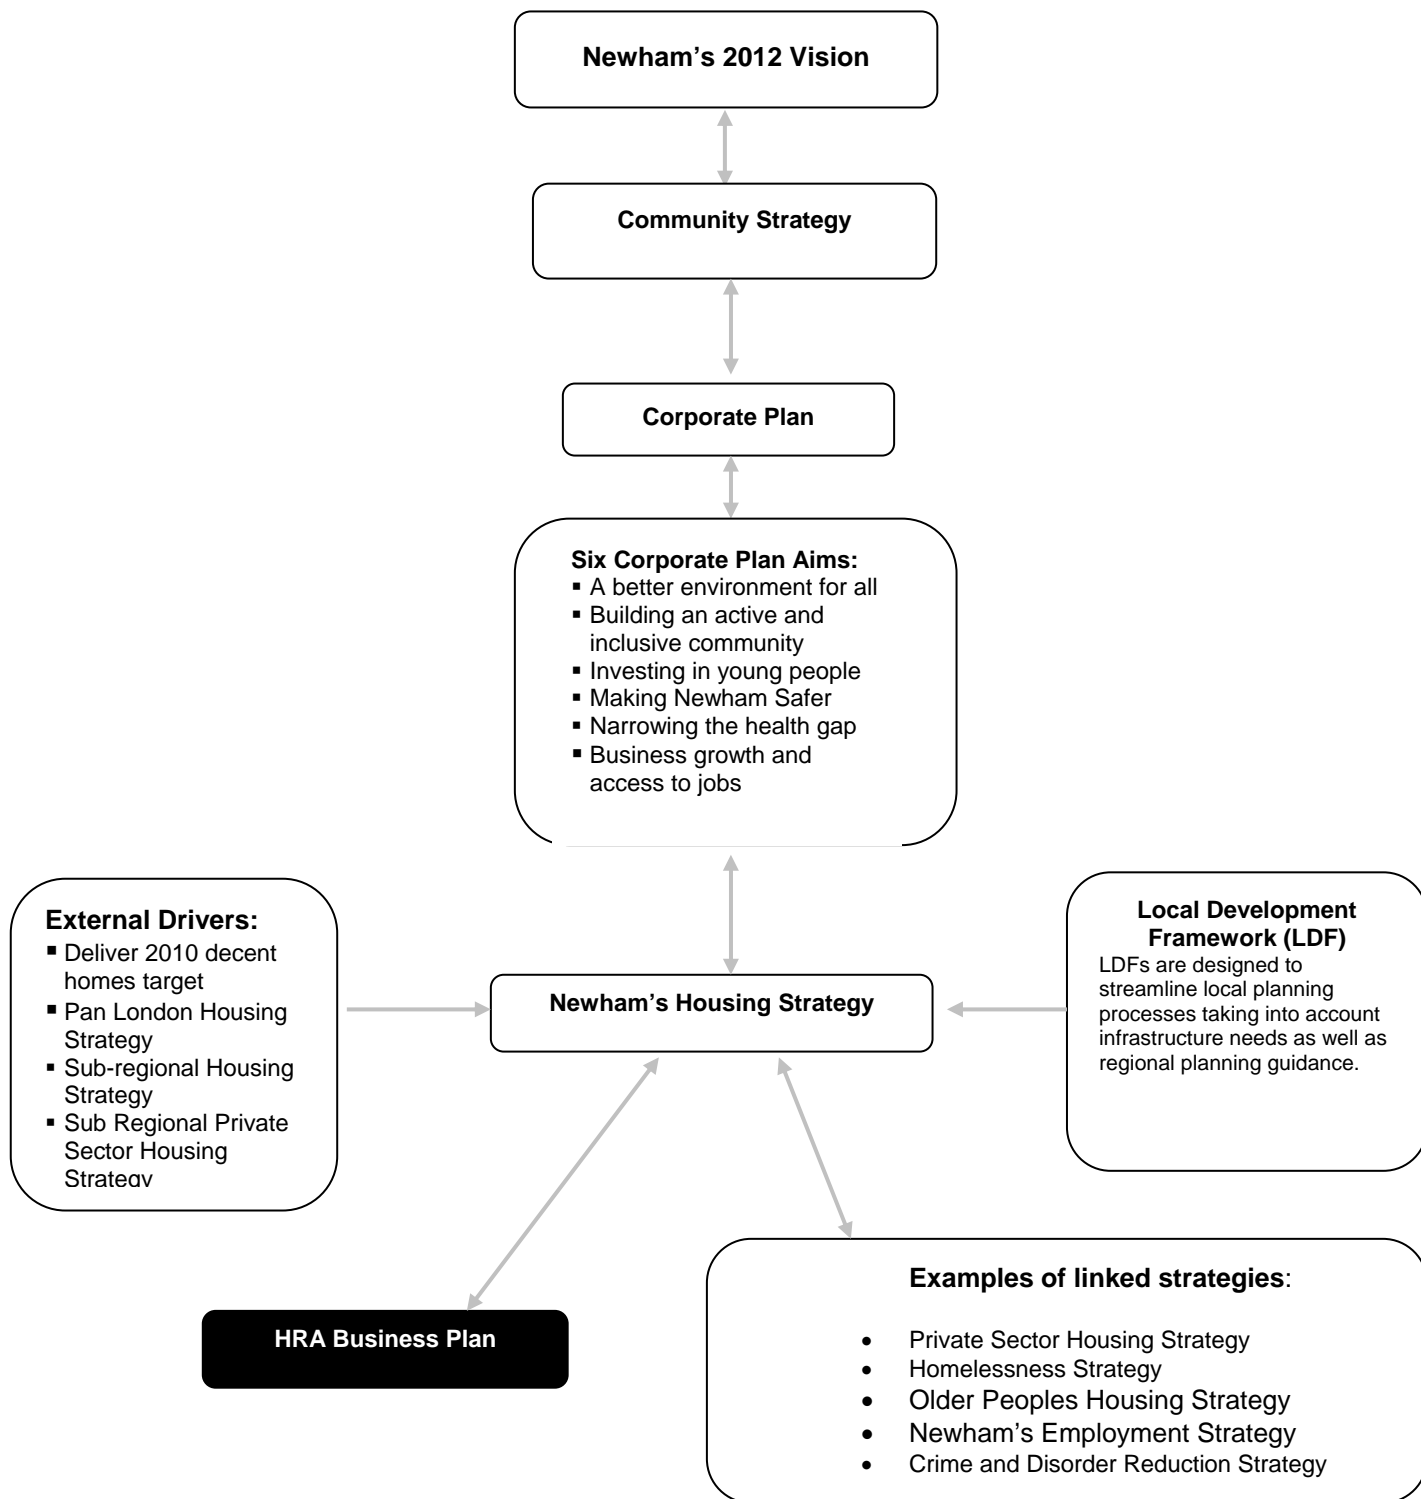 Newham’s 2012 Vision
Community Strategy
Corporate Plan
Six Corporate Plan Aims:
▪ A better environment for all
▪ Building an active and
inclusive community
▪ Investing in young people
▪ Making Newham Safer
▪ Narrowing the health gap
▪ Business growth and
access to jobs
External Drivers:
▪ Deliver 2010 decent
homes target
▪ Pan London Housing
Strategy
▪ Sub-regional Housing
Strategy
▪ Sub Regional Private
Sector Housing
Strategy
Newham’s Housing Strategy
Local Development
Framework (LDF)
LDFs are designed to
streamline local planning
processes taking into account
infrastructure needs as well as
regional planning guidance.
HRA Business Plan
Examples of linked strategies:
• Private Sector Housing Strategy
• Homelessness Strategy
• Older Peoples Housing Strategy
• Newham’s Employment Strategy
• Crime and Disorder Reduction Strategy